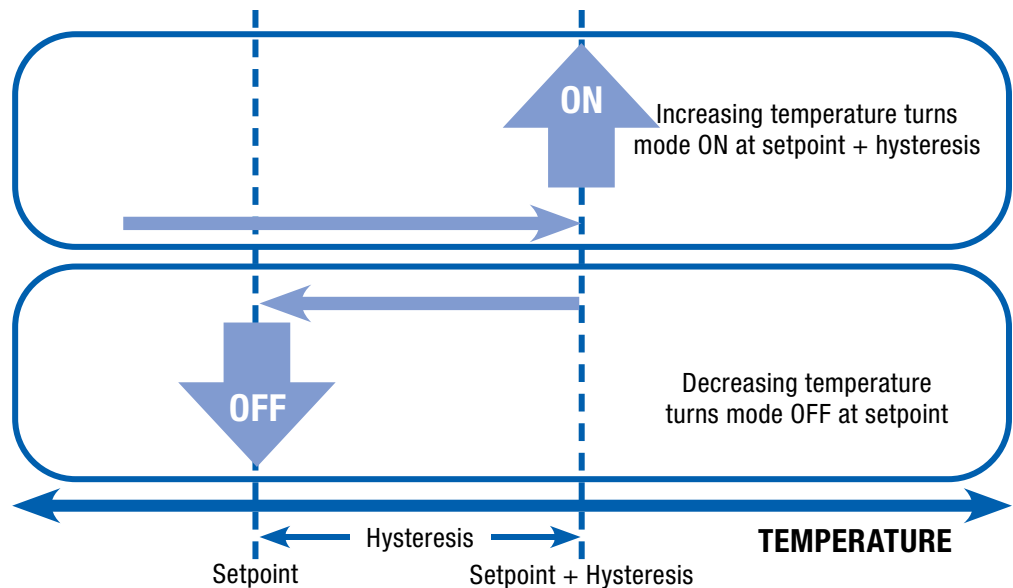 ON
Increasing temperature turns
mode ON at setpoint + hysteresis
OFF
Decreasing temperature
turns mode OFF at setpoint
Hysteresis
TEMPERATURE
Setpoint
Setpoint + Hysteresis